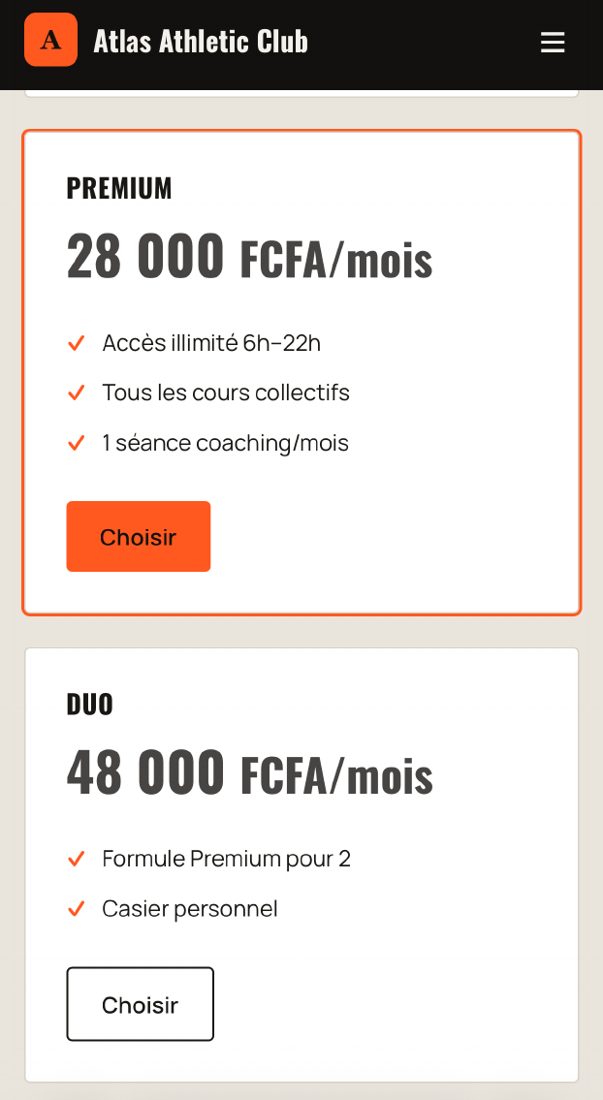 A
Atlas Athletic Club
PREMIUM
28 000 FCFA/mois
Accès illimité 6h–22h
Tous les cours collectifs
1 séance coaching/mois
Choisir
DUO
48 000 FCFA/mois
Formule Premium pour 2
Casier personnel
Choisir